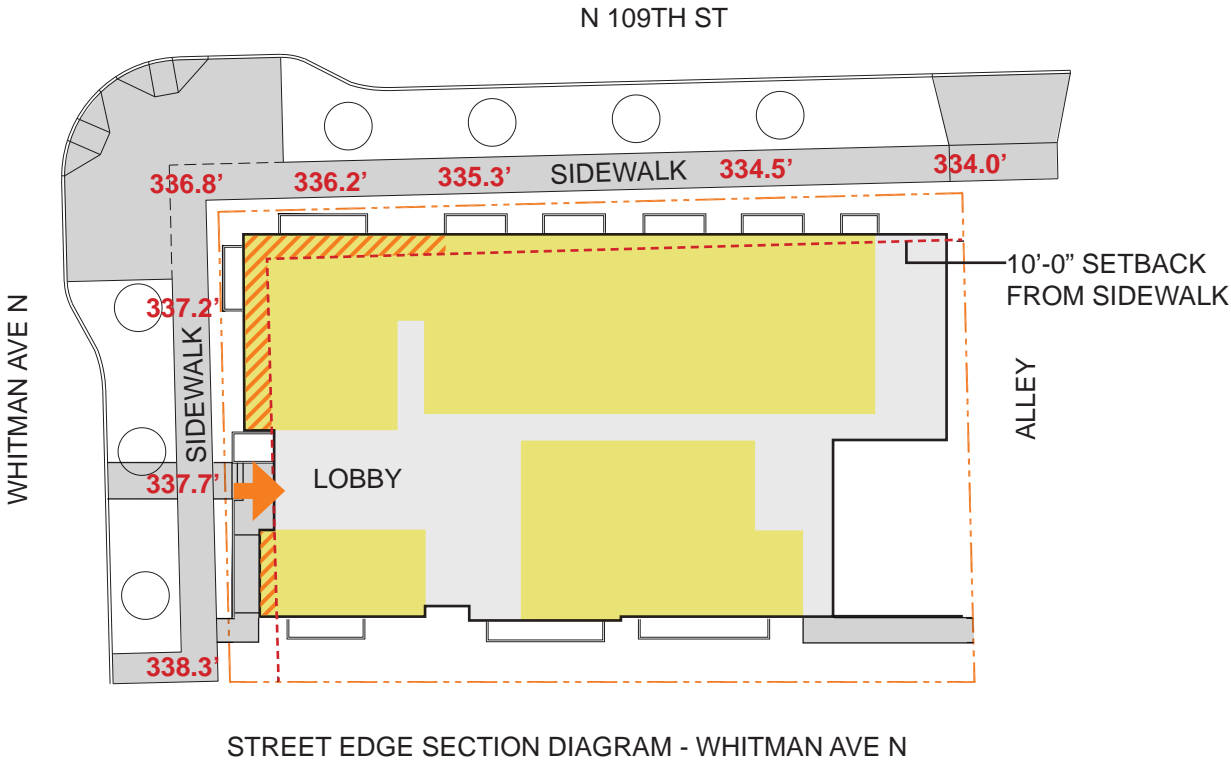 N 109TH ST
SIDEWALK
336.8’
336.2’
335.3’
334.5’
334.0’
10’-0” SETBACK
FROM SIDEWALK
337.2’
WHITMAN AVE N
SIDEWALK
ALLEY
LOBBY
337.7’
338.3’
STREET EDGE SECTION DIAGRAM - WHITMAN AVE N